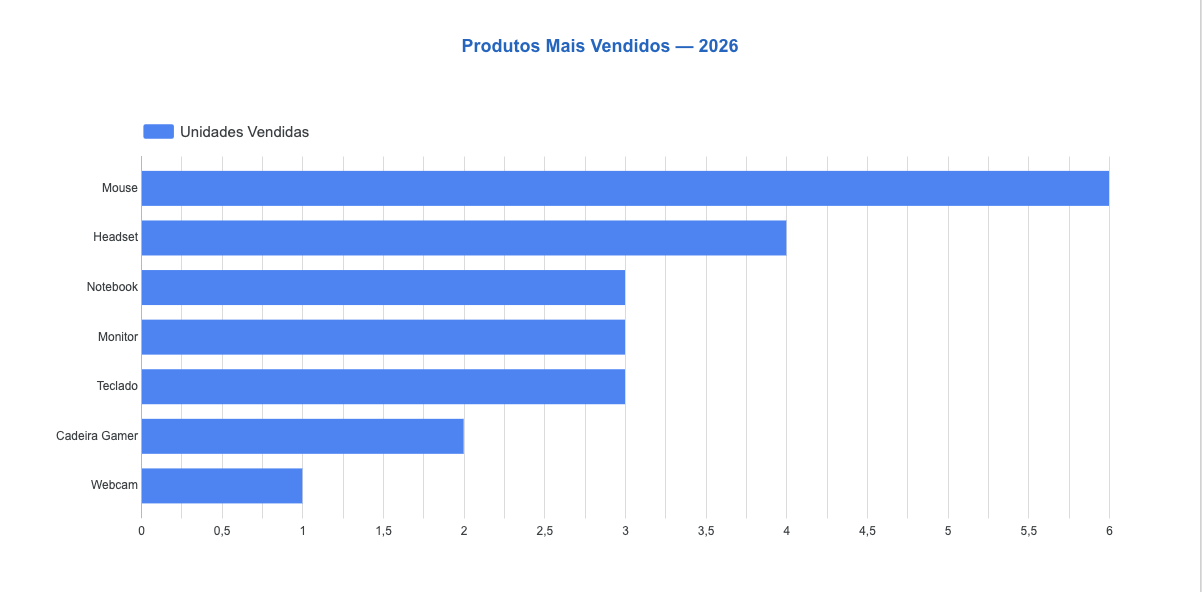 Produtos Mais Vendidos — 2026
Unidades Vendidas
Mouse
Headset
Notebook
Monitor
Teclado
Cadeira Gamer
Webcam
0 0,5 1 1,5 2 2,5 3 3,5 4 4,5 5 5,5 6